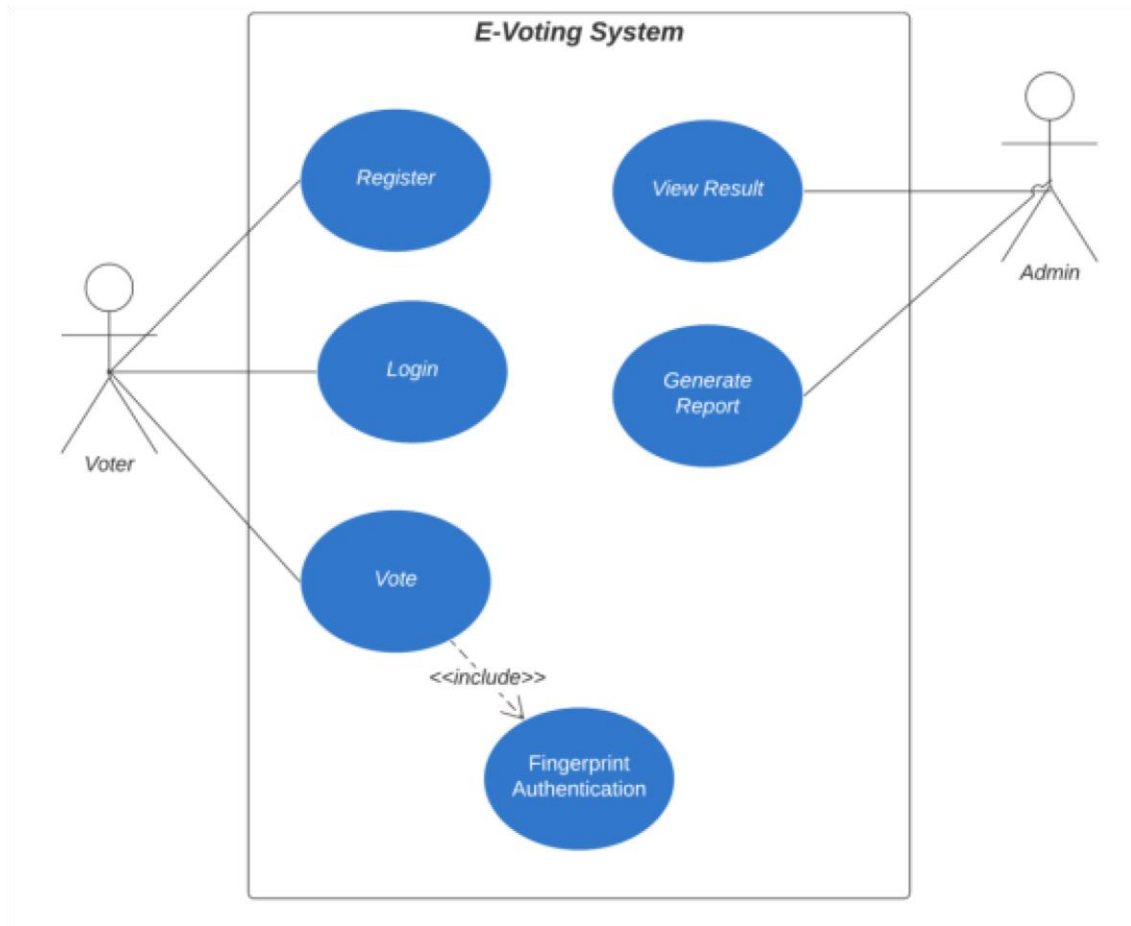 E-Voting System
Register
View Result
Admin
Login
Generate
Report
Voter
Vote
<<include>>
Fingerprint
Authentication